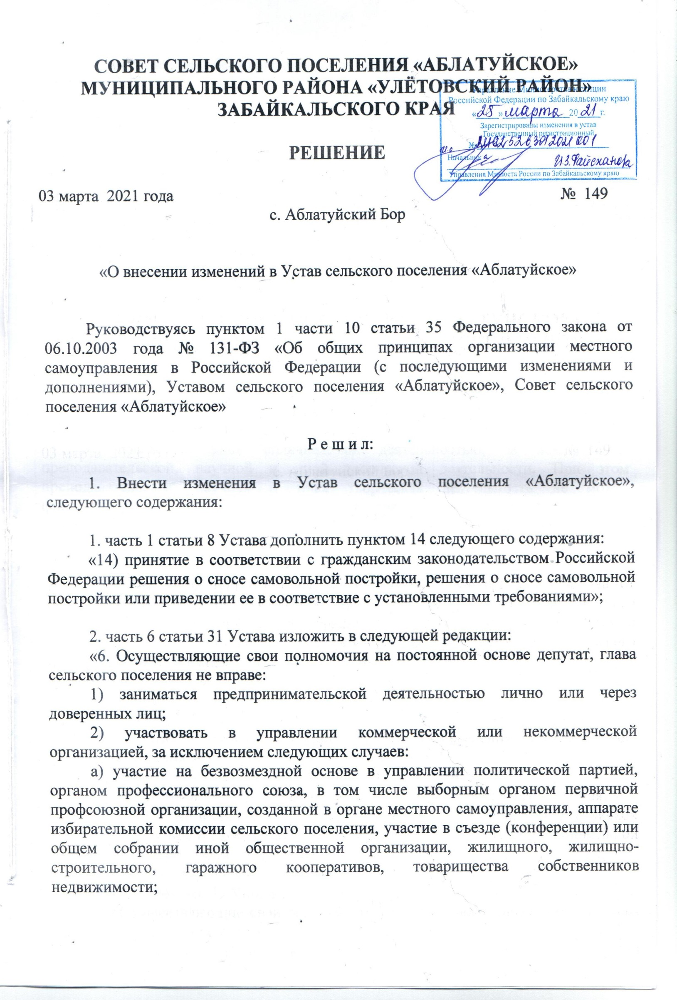 СОВЕТ СЕЛЬСКОГО ПОСЕЛЕНИЯ «АБЛАТУЙСКОЕ»
МУНИЦИПАЛЬНОГО РАЙОНА «УЛЁТОВСКИЙ РАЙОН»
ЗАБАЙКАЛЬСКОГО КРАЯ
Управление Министерства юстиции
Российской Федерации по Забайкальскому краю
«25» марта 2021 г.
Зарегистрированы изменения в устав
Государственный регистрационный
№
и.о
Начальника И.З.Файсханова
Управления Минюста России по Забайкальскому краю
РЕШЕНИЕ
03 марта 2021 года № 149
с. Аблатуйский Бор
«О внесении изменений в Устав сельского поселения «Аблатуйское»
Руководствуясь пунктом 1 части 10 статьи 35 Федерального закона от
06.10.2003 года № 131-ФЗ «Об общих принципах организации местного
самоуправления в Российской Федерации (с последующими изменениями и
дополнениями), Уставом сельского поселения «Аблатуйское», Совет сельского
поселения «Аблатуйское»
Р е ш и л:
1. Внести изменения в Устав сельского поселения «Аблатуйское»,
следующего содержания:
1. часть 1 статьи 8 Устава дополнить пунктом 14 следующего содержания:
«14) принятие в соответствии с гражданским законодательством Российской
Федерации решения о сносе самовольной постройки, решения о сносе самовольной
постройки или приведении ее в соответствие с установленными требованиями»;
2. часть 6 статьи 31 Устава изложить в следующей редакции:
«6. Осуществляющие свои полномочия на постоянной основе депутат, глава
сельского поселения не вправе:
1) заниматься предпринимательской деятельностью лично или через
доверенных лиц;
2) участвовать в управлении коммерческой или некоммерческой
организацией, за исключением следующих случаев:
а) участие на безвозмездной основе в управлении политической партией,
органом профессионального союза, в том числе выборным органом первичной
профсоюзной организации, созданной в органе местного самоуправления, аппарате
избирательной комиссии сельского поселения, участие в съезде (конференции) или
общем собрании иной общественной организации, жилищного, жилищно-
строительного, гаражного кооперативов, товарищества собственников
недвижимости;